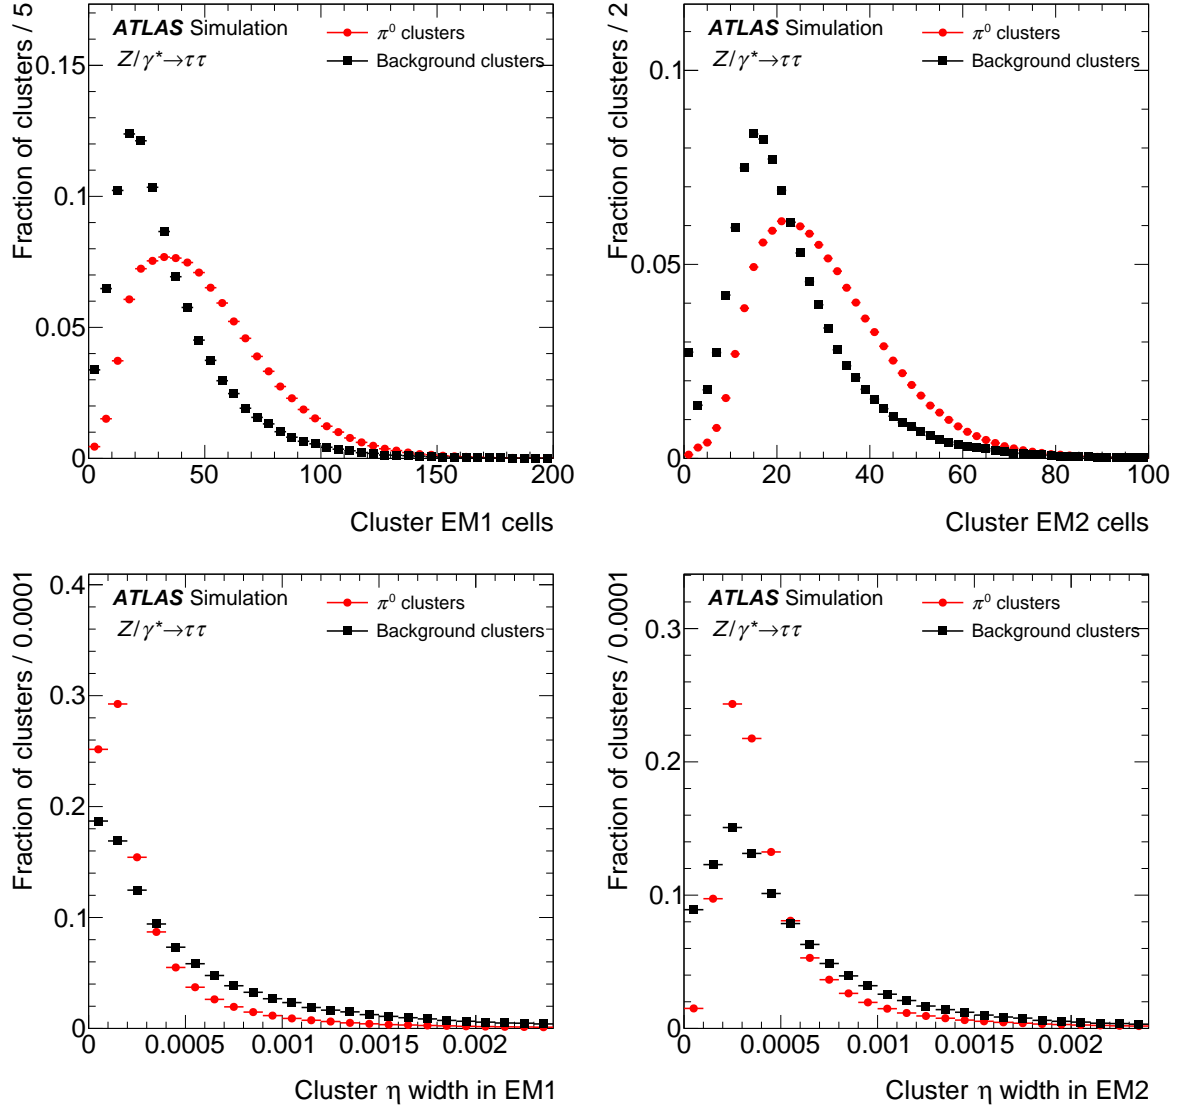 Fraction of clusters / 5
ATLAS Simulation
Z/γ*→ττ
π⁰ clusters
Background clusters
0.15
0.1
0.05
0
0 50 100 150 200
Cluster EM1 cells
Fraction of clusters / 2
ATLAS Simulation
Z/γ*→ττ
π⁰ clusters
Background clusters
0.1
0.05
0
0 20 40 60 80 100
Cluster EM2 cells
Fraction of clusters / 0.0001
ATLAS Simulation
Z/γ*→ττ
π⁰ clusters
Background clusters
0.4
0.3
0.2
0.1
0
0 0.0005 0.001 0.0015 0.002
Cluster η width in EM1
Fraction of clusters / 0.0001
ATLAS Simulation
Z/γ*→ττ
π⁰ clusters
Background clusters
0.3
0.2
0.1
0
0 0.0005 0.001 0.0015 0.002
Cluster η width in EM2